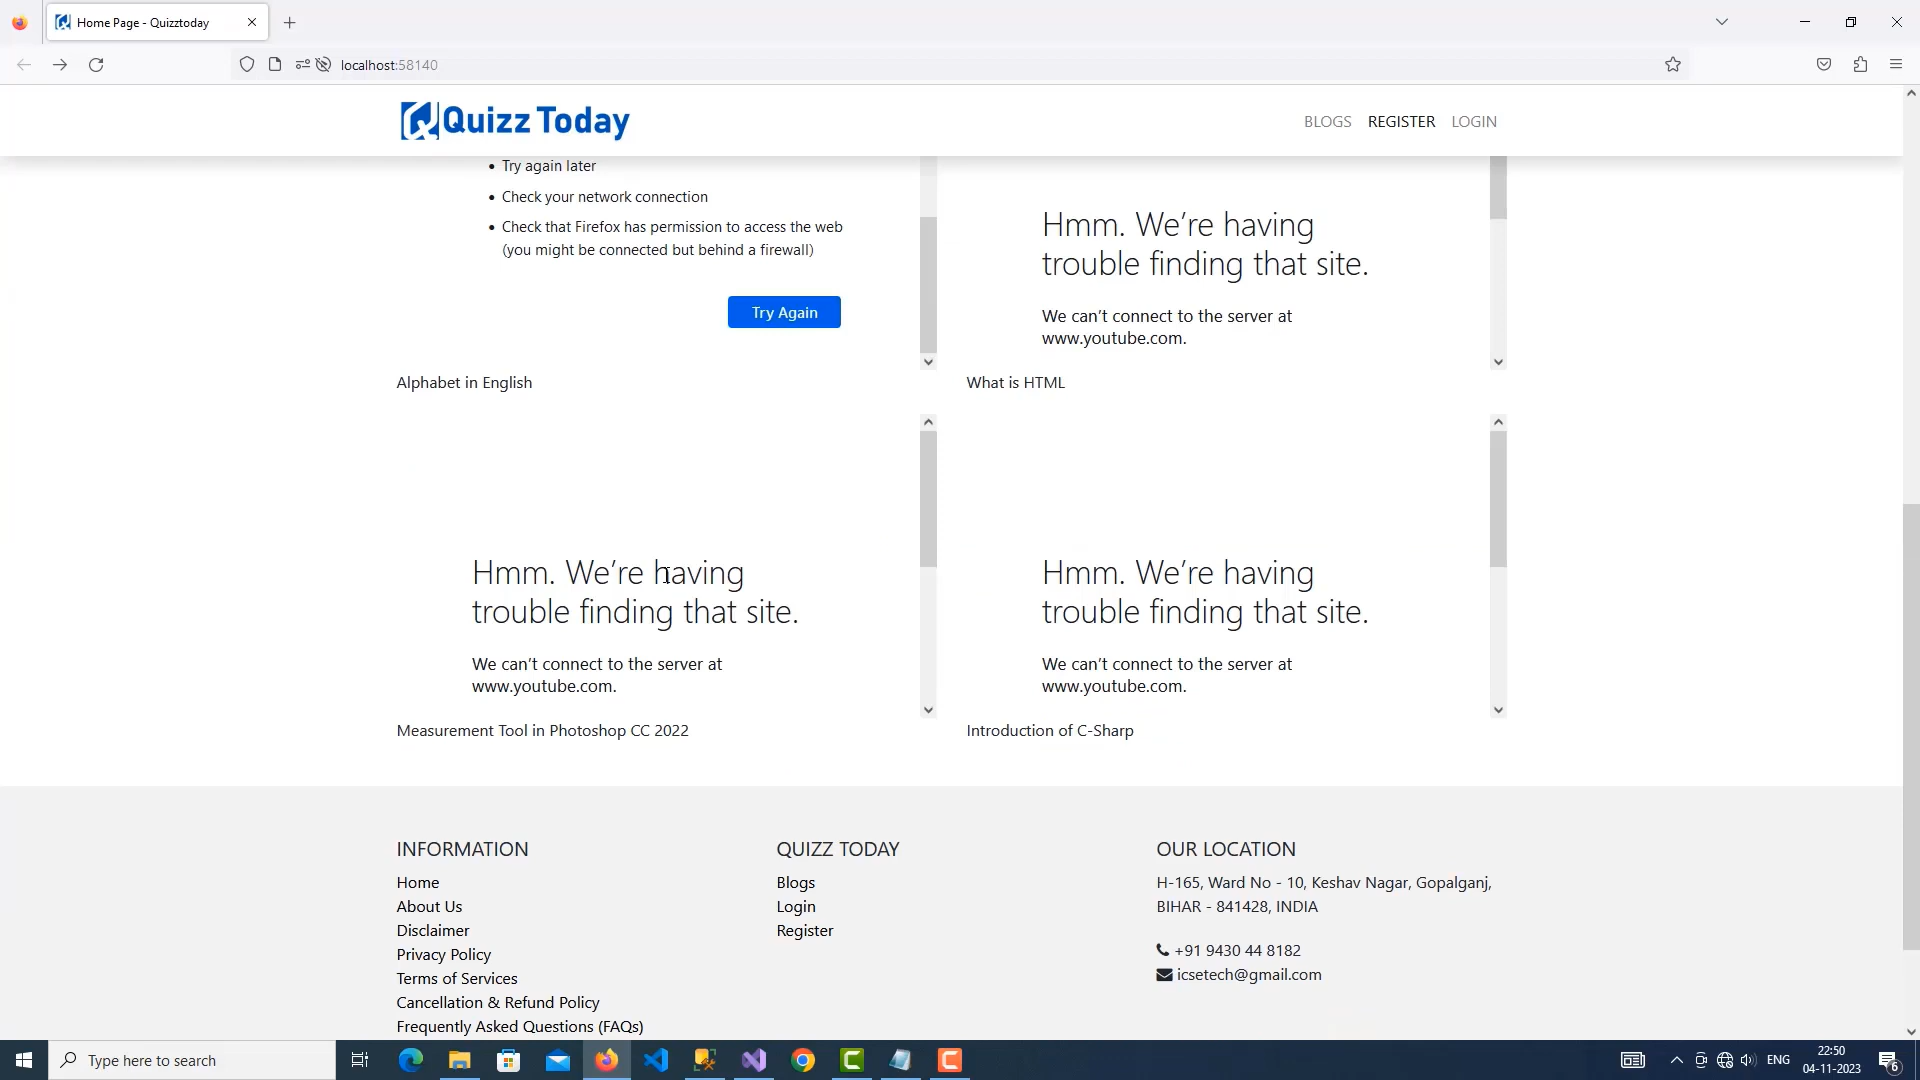 Home Page - Quizztoday
localhost:58140
Quizz Today
BLOGS REGISTER LOGIN
• Try again later
• Check your network connection
• Check that Firefox has permission to access the web
(you might be connected but behind a firewall)
Try Again
Alphabet in English
Hmm. We’re having
trouble finding that site.
We can’t connect to the server at
www.youtube.com.
What is HTML
Hmm. We’re having
trouble finding that site.
We can’t connect to the server at
www.youtube.com.
Measurement Tool in Photoshop CC 2022
Hmm. We’re having
trouble finding that site.
We can’t connect to the server at
www.youtube.com.
Introduction of C-Sharp
INFORMATION
Home
About Us
Disclaimer
Privacy Policy
Terms of Services
Cancellation & Refund Policy
Frequently Asked Questions (FAQs)
QUIZZ TODAY
Blogs
Login
Register
OUR LOCATION
H-165, Ward No - 10, Keshav Nagar, Gopalganj,
BIHAR - 841428, INDIA
+91 9430 44 8182
icsetech@gmail.com
Type here to search
ENG
22:50
04-11-2023
6